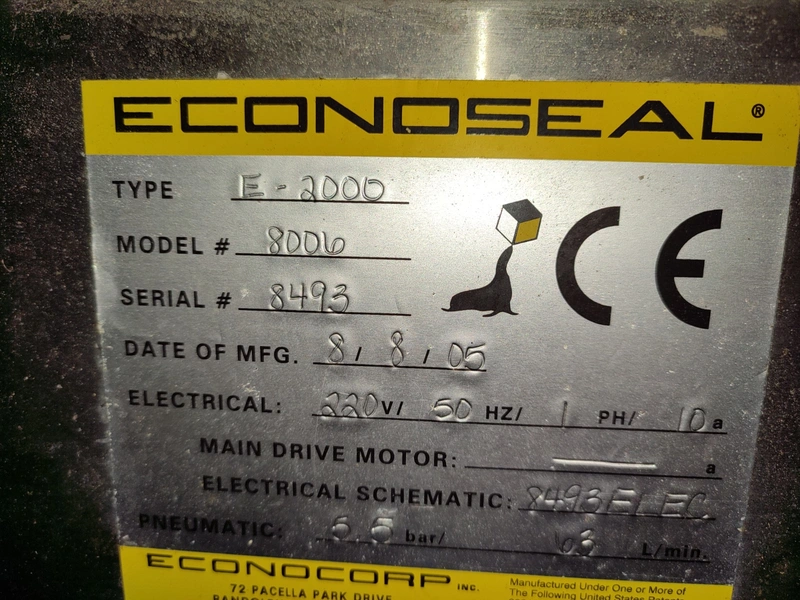 ECONOSEAL®
TYPE E-2000
MODEL # 8006
SERIAL # 8493
DATE OF MFG. 8/8/05
ELECTRICAL: 220V/ 50 HZ/ 1 PH/ 10a
MAIN DRIVE MOTOR: — a
ELECTRICAL SCHEMATIC: 8493ELEC
PNEUMATIC: 5.5 bar/ L/min.
ECONOCORP INC.
72 PACELLA PARK DRIVE
Manufactured Under One or More of
The Following United States
CE